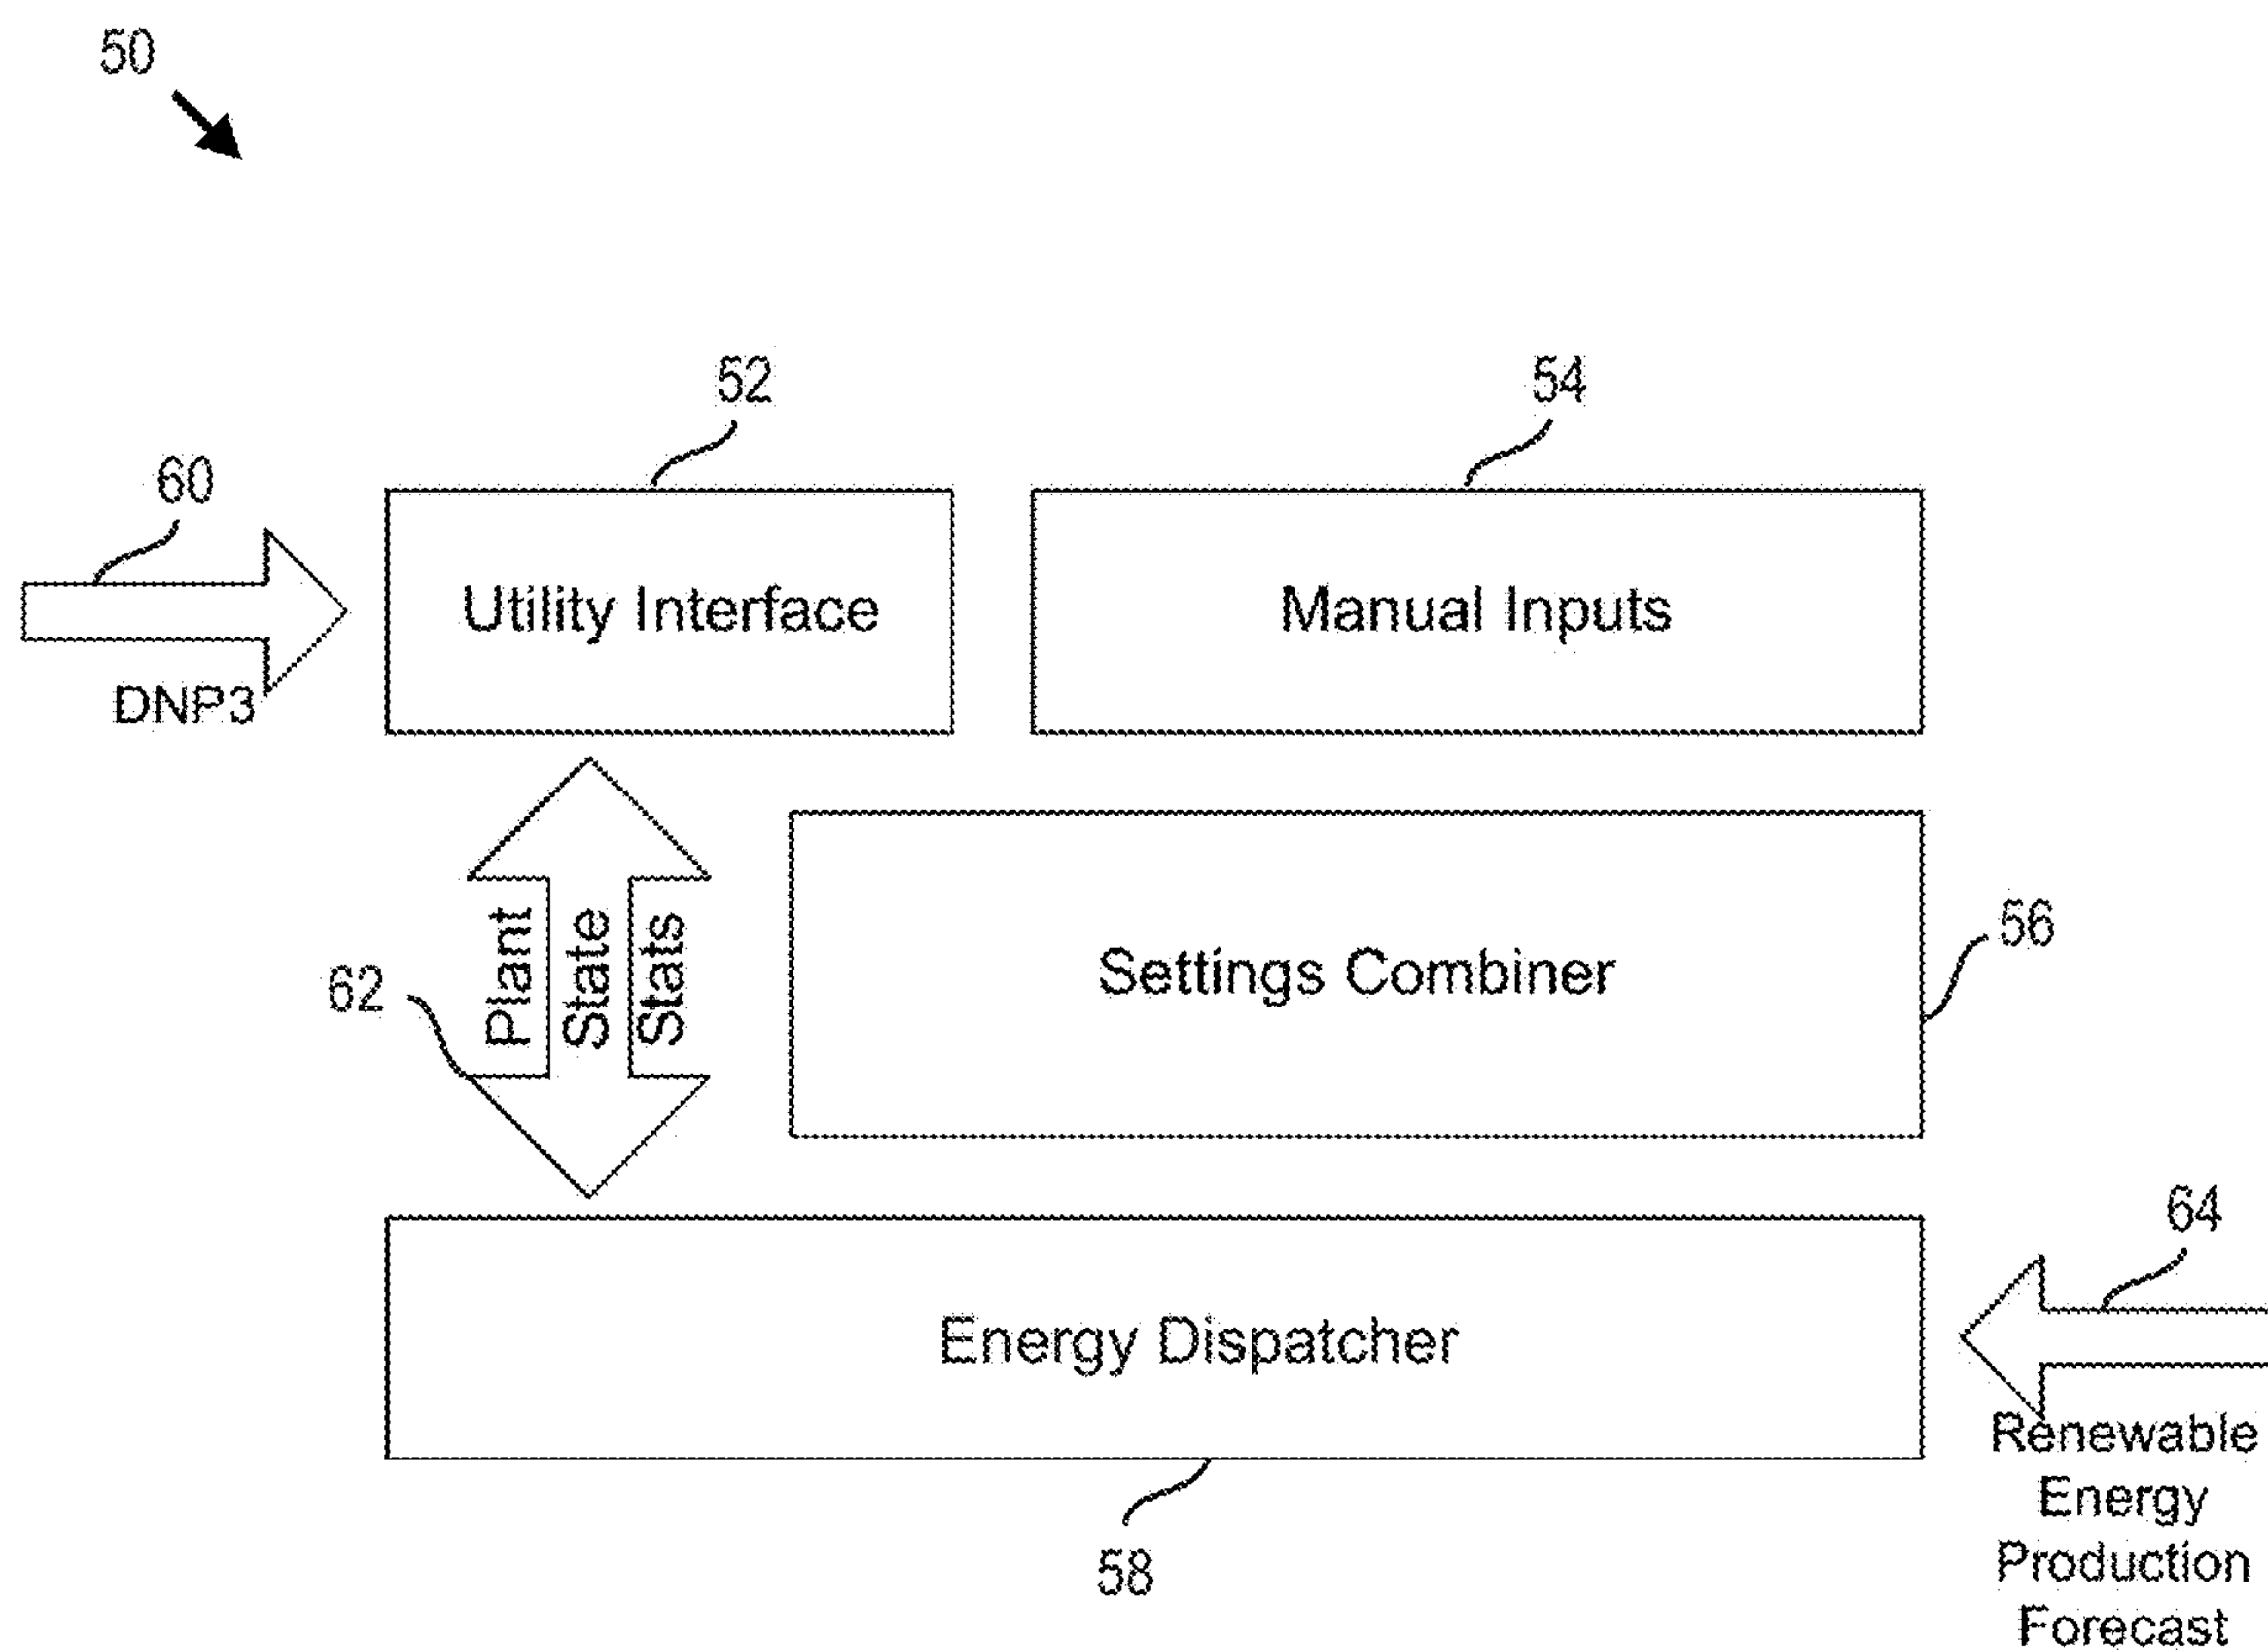 50
52
54
60
Utility Interface
Manual Inputs
DNP3
Plant
State
Stats
62
Settings Combiner
56
64
Energy Dispatcher
Renewable
Energy
Production
Forecast
58